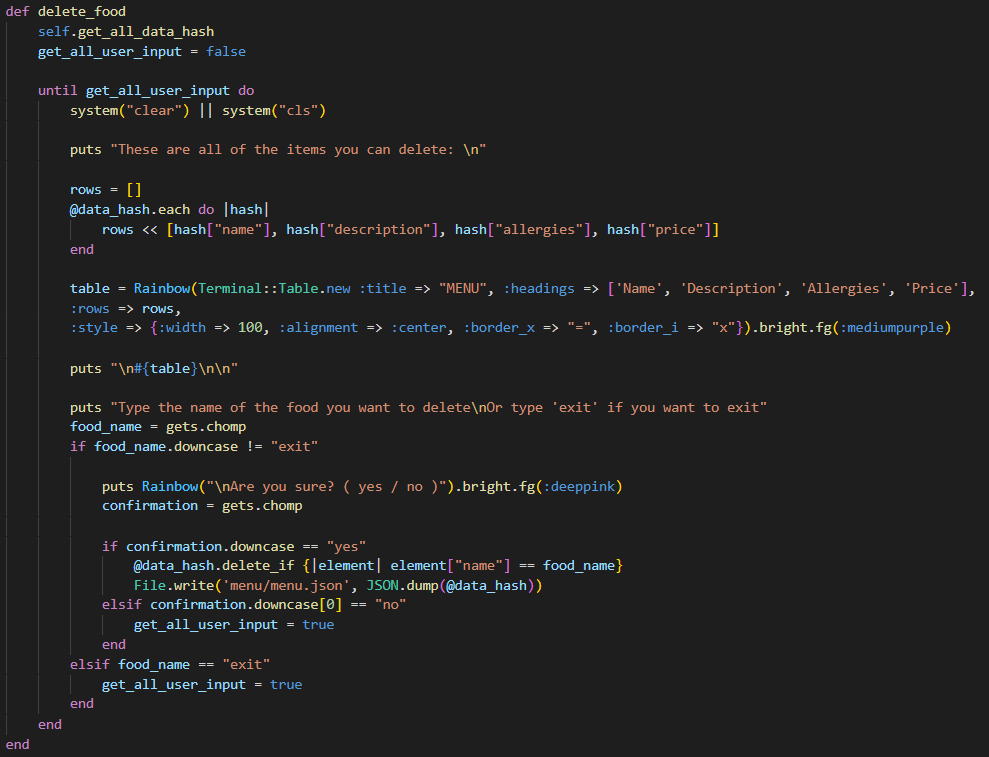 def delete_food
    self.get_all_data_hash
    get_all_user_input = false
    until get_all_user_input do
        system("clear") || system("cls")
        puts "These are all of the items you can delete: \n"
        rows = []
        @data_hash.each do |hash|
            rows << [hash["name"], hash["description"], hash["allergies"], hash["price"]]
        end
        table = Rainbow(Terminal::Table.new :title => "MENU", :headings => ['Name', 'Description', 'Allergies', 'Price'],
        :rows => rows,
        :style => {:width => 100, :alignment => :center, :border_x => "=", :border_i => "x"}).bright.fg(:mediumpurple)
        puts "\n#{table}\n\n"
        puts "Type the name of the food you want to delete\nOr type 'exit' if you want to exit"
        food_name = gets.chomp
        if food_name.downcase != "exit"
            puts Rainbow("\nAre you sure? ( yes / no )").bright.fg(:deeppink)
            confirmation = gets.chomp
            if confirmation.downcase == "yes"
                @data_hash.delete_if {|element| element["name"] == food_name}
                File.write('menu/menu.json', JSON.dump(@data_hash))
            elsif confirmation.downcase[0] == "no"
                get_all_user_input = true
            end
        elsif food_name == "exit"
            get_all_user_input = true
        end
    end
end